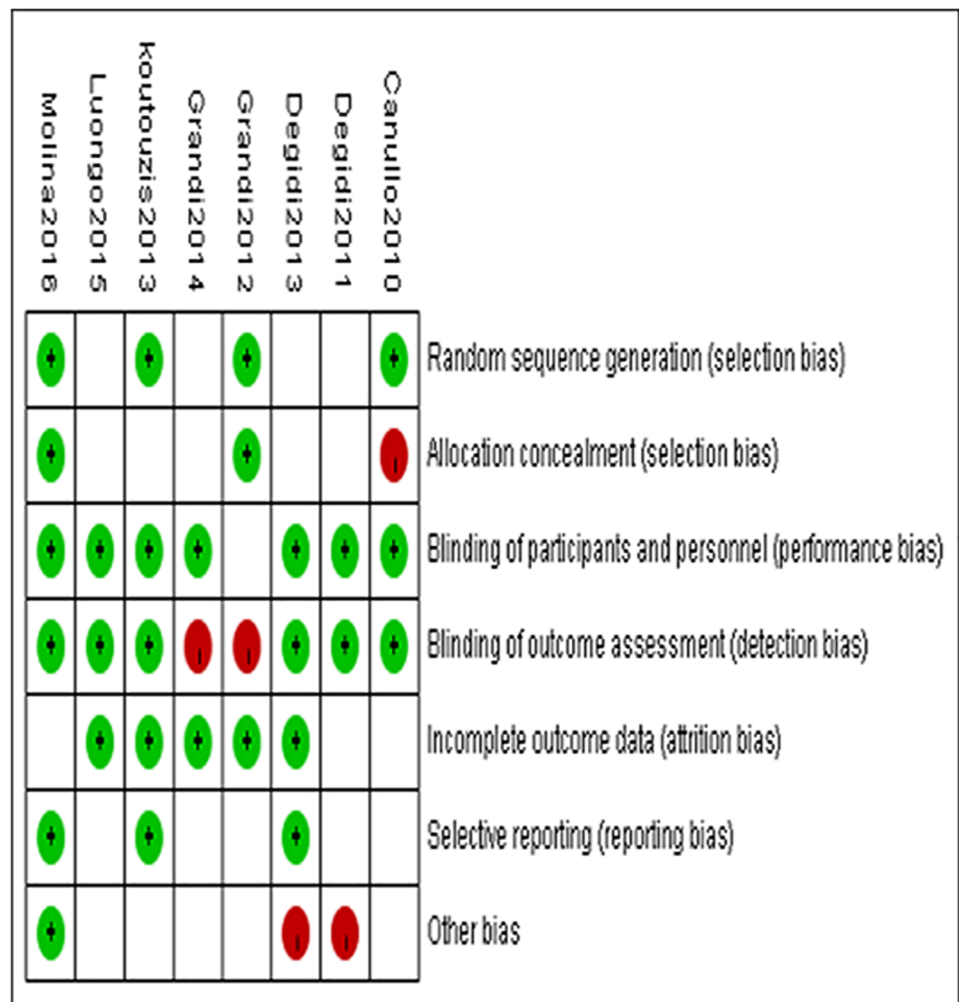 Molina2016
Luongo2015
koutouzis2013
Grandi2014
Grandi2012
Degidi2013
Degidi2011
Canullo2010
Random sequence generation (selection bias)
Allocation concealment (selection bias)
Blinding of participants and personnel (performance bias)
Blinding of outcome assessment (detection bias)
Incomplete outcome data (attrition bias)
Selective reporting (reporting bias)
Other bias